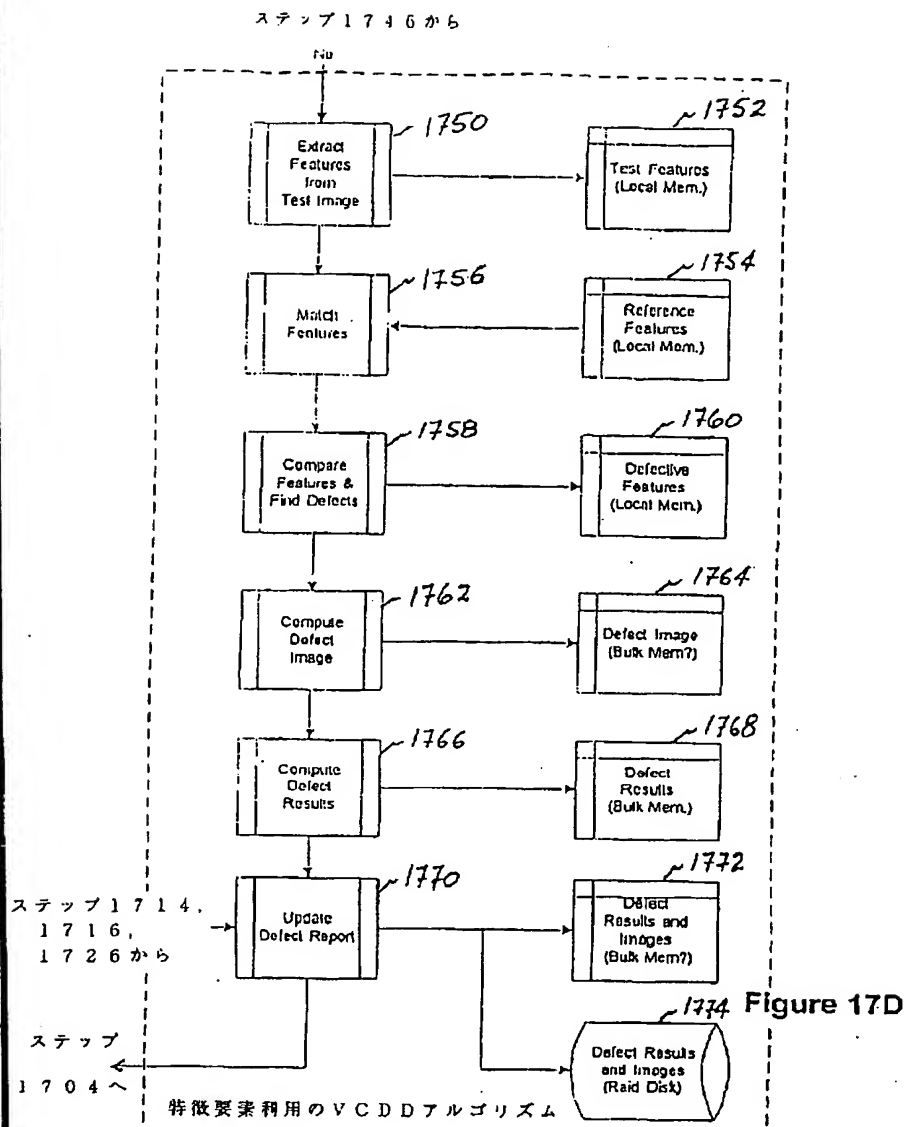 ステップ1746から
No
Extract
Features
from
Test Image
1750
1752
Test Features
(Local Mem.)
Match
Features
1756
1754
Reference
Features
(Local Mem.)
Compare
Features &
Find Defects
1758
1760
Defective
Features
(Local Mem.)
Compute
Defect
Image
1762
1764
Defect Image
(Bulk Mem?)
Compute
Defect
Results
1766
1768
Defect
Results
(Bulk Mem.)
ステップ1714,
1716,
1726から
Update
Defect Report
1770
1772
Defect
Results and
Images
(Bulk Mem?)
1774
Figure 17D
Defect Results
and Images
(Raid Disk)
ステップ
1704へ
特徴要素利用のVCDDアルゴリズム